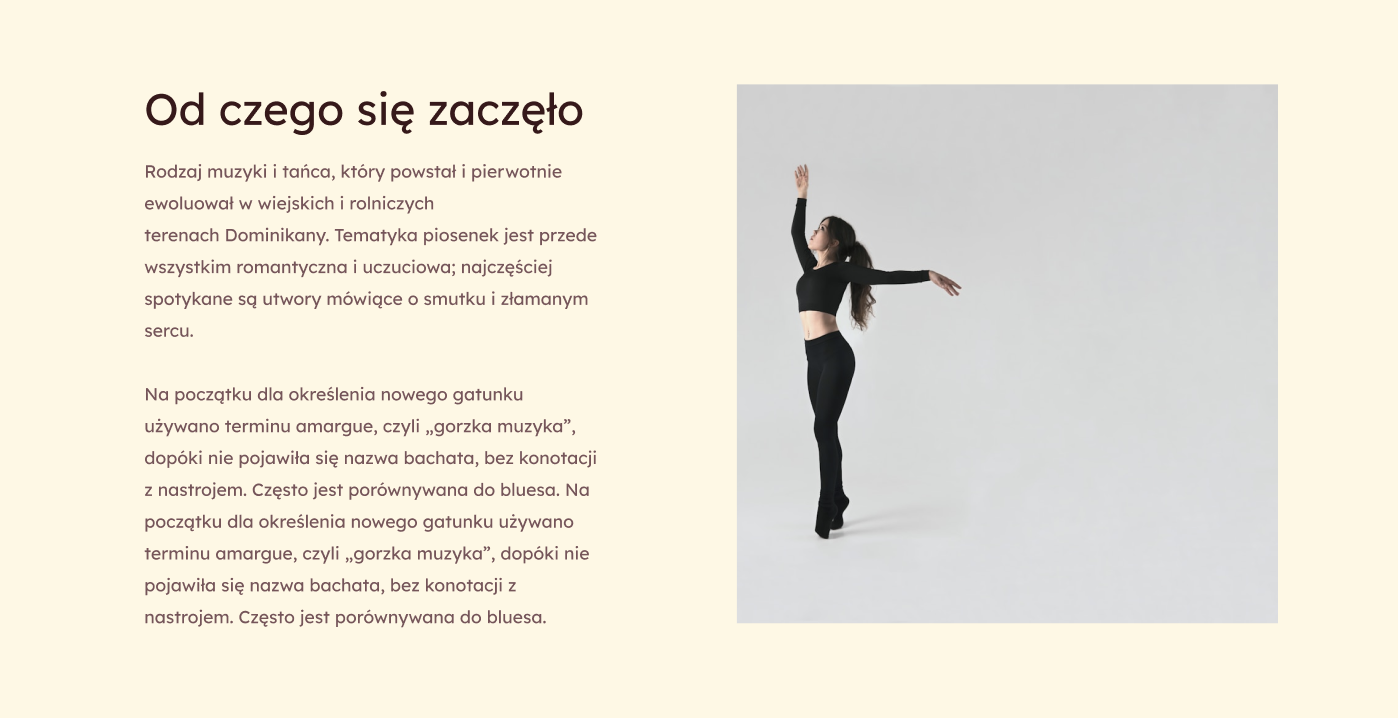 Od czego się zaczęło
Rodzaj muzyki i tańca, który powstał i pierwotnie
ewoluował w wiejskich i rolniczych
terenach Dominikany. Tematyka piosenek jest przede
wszystkim romantyczna i uczuciowa; najczęściej
spotykane są utwory mówiące o smutku i złamanym
sercu.
Na początku dla określenia nowego gatunku
używano terminu amargue, czyli „gorzka muzyka”,
dopóki nie pojawiła się nazwa bachata, bez konotacji
z nastrojem. Często jest porównywana do bluesa. Na
początku dla określenia nowego gatunku używano
terminu amargue, czyli „gorzka muzyka”, dopóki nie
pojawiła się nazwa bachata, bez konotacji z
nastrojem. Często jest porównywana do bluesa.